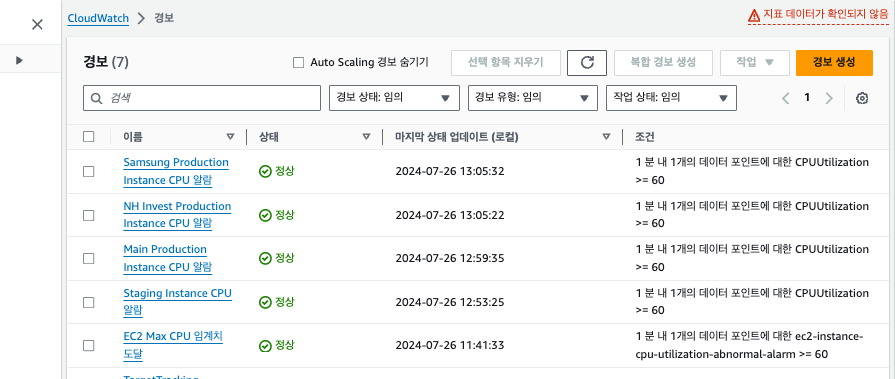 CloudWatch > 경보
지표 데이터가 확인되지 않음
경보 (7)
Auto Scaling 경보 숨기기
선택 항목 지우기
복합 경보 생성
작업
경보 생성
검색
경보 상태: 임의
경보 유형: 임의
작업 상태: 임의
1
이름 상태 마지막 상태 업데이트 (로컬) 조건
Samsung Production
Instance CPU 알람
정상
2024-07-26 13:05:32
1 분 내 1개의 데이터 포인트에 대한 CPUUtilization
>= 60
NH Invest Production
Instance CPU 알람
정상
2024-07-26 13:05:22
1 분 내 1개의 데이터 포인트에 대한 CPUUtilization
>= 60
Main Production
Instance CPU 알람
정상
2024-07-26 12:59:35
1 분 내 1개의 데이터 포인트에 대한 CPUUtilization
>= 60
Staging Instance CPU
알람
정상
2024-07-26 12:53:25
1 분 내 1개의 데이터 포인트에 대한 CPUUtilization
>= 60
EC2 Max CPU 임계치
도달
정상
2024-07-26 11:41:33
1 분 내 1개의 데이터 포인트에 대한 ec2-instance-
cpu-utilization-abnormal-alarm >= 60
TargetTracking-